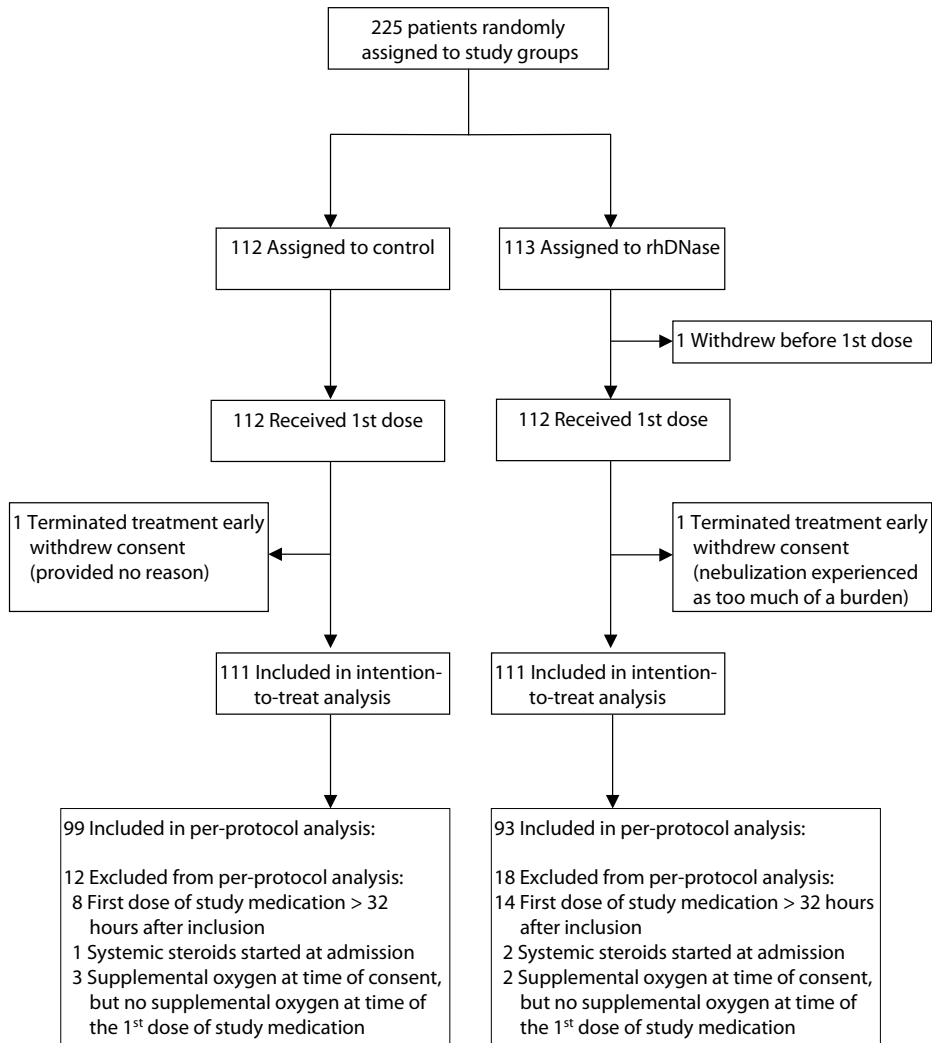 225 patients randomly
assigned to study groups
112 Assigned to control
113 Assigned to rhDNase
1 Withdrew before 1st dose
112 Received 1st dose
112 Received 1st dose
1 Terminated treatment early
withdrew consent
(provided no reason)
1 Terminated treatment early
withdrew consent
(nebulization experienced
as too much of a burden)
111 Included in intention-
to-treat analysis
111 Included in intention-
to-treat analysis
99 Included in per-protocol analysis:
12 Excluded from per-protocol analysis:
8 First dose of study medication > 32
hours after inclusion
1 Systemic steroids started at admission
3 Supplemental oxygen at time of consent,
but no supplemental oxygen at time of
the 1st dose of study medication
93 Included in per-protocol analysis:
18 Excluded from per-protocol analysis:
14 First dose of study medication > 32 hours
after inclusion
2 Systemic steroids started at admission
2 Supplemental oxygen at time of consent,
but no supplemental oxygen at time of
the 1st dose of study medication